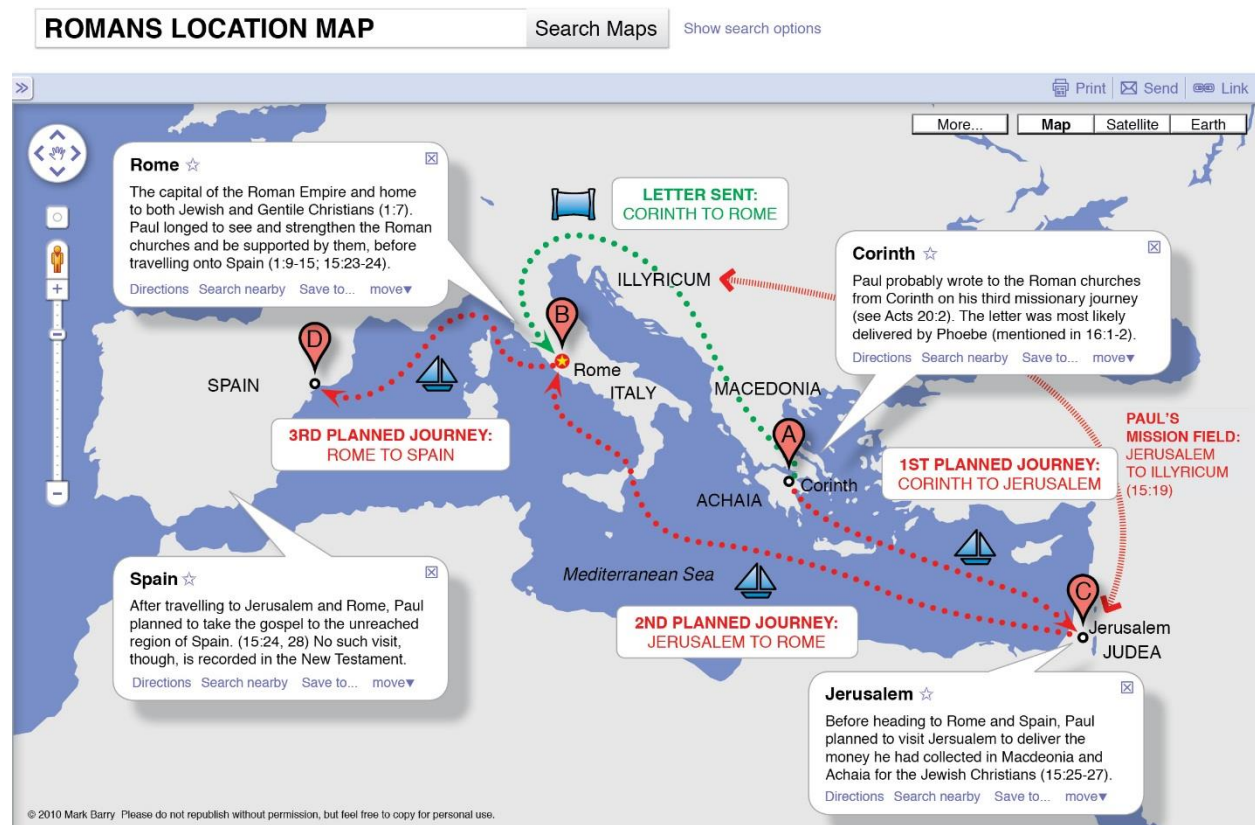 ROMANS LOCATION MAP
Search Maps
Show search options
Print
Send
Link
More...
Map
Satellite
Earth
Rome
The capital of the Roman Empire and home
to both Jewish and Gentile Christians (1:7).
Paul longed to see and strengthen the Roman
churches and be supported by them, before
travelling onto Spain (1:9-15; 15:23-24).
Directions Search nearby Save to... move
LETTER SENT:
CORINTH TO ROME
Corinth
Paul probably wrote to the Roman churches
from Corinth on his third missionary journey
(see Acts 20:2). The letter was most likely
delivered by Phoebe (mentioned in 16:1-2).
Directions Search nearby Save to... move
ILLYRICUM
B
D
Rome
SPAIN
ITALY
MACEDONIA
3RD PLANNED JOURNEY:
ROME TO SPAIN
A
PAUL'S
MISSION FIELD:
JERUSALEM
TO ILLYRICUM
(15:19)
1ST PLANNED JOURNEY:
CORINTH TO JERUSALEM
Corinth
ACHAIA
Mediterranean Sea
Spain
After travelling to Jerusalem and Rome, Paul
planned to take the gospel to the unreached
region of Spain. (15:24, 28) No such visit,
though, is recorded in the New Testament.
Directions Search nearby Save to... move
2ND PLANNED JOURNEY:
JERUSALEM TO ROME
C
Jerusalem
JUDEA
Jerusalem
Before heading to Rome and Spain, Paul
planned to visit Jersualem to deliver the
money he had collected in Macdeonia and
Achaia for the Jewish Christians (15:25-27).
Directions Search nearby Save to... move
© 2010 Mark Barry Please do not republish without permission, but feel free to copy for personal use.